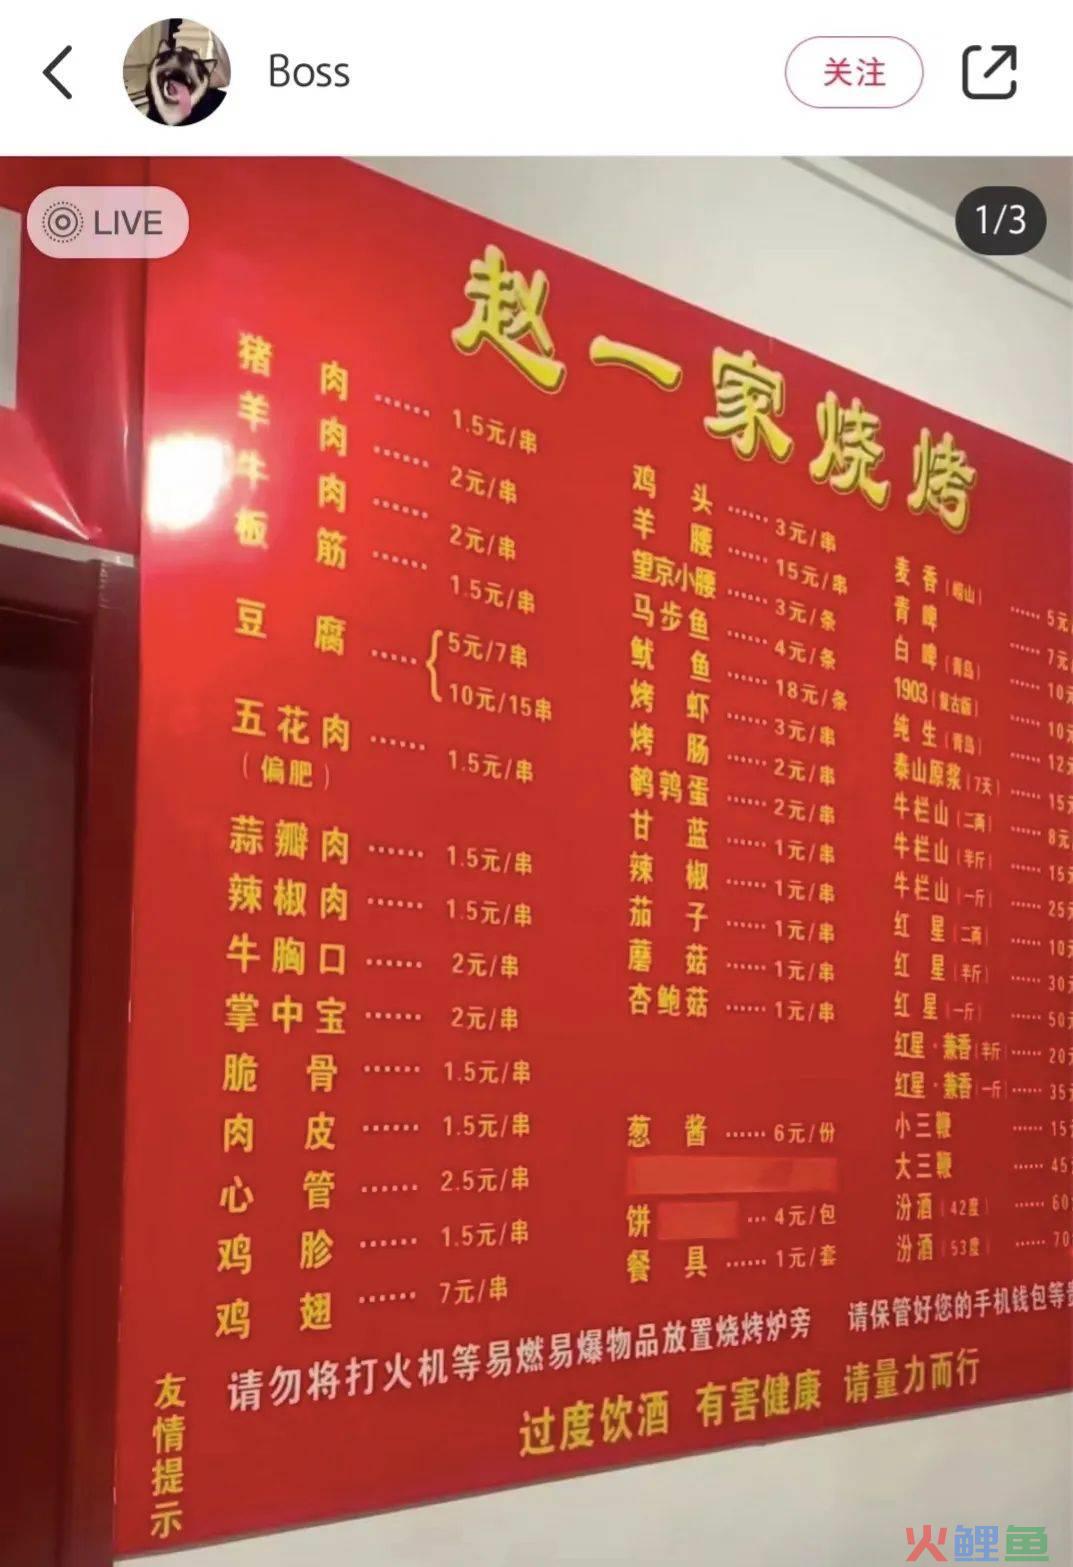 Boss
关注
LIVE
1/3
赵一家烧烤
猪肉 ······ 1.5元/串
羊肉 ······ 2元/串
牛肉 ······ 2元/串
板筋 ······ 1.5元/串
豆腐 ····· 5元/7串
10元/15串
五花肉 ······ 1.5元/串
(偏肥)
蒜瓣肉 ······ 1.5元/串
辣椒肉 ······ 1.5元/串
牛胸口 ······ 2元/串
掌中宝 ······ 2元/串
脆骨 ······ 1.5元/串
肉皮 ······ 1.5元/串
心管 ······ 2.5元/串
鸡胗 ······ 1.5元/串
鸡翅 ······ 7元/串
鸡头 ······ 3元/串
羊腰 ······ 15元/串
望京小腰 ······ 3元/条
马步鱼 ······ 4元/条
鱿鱼 ······ 18元/条
烤虾 ······ 3元/串
烤肠 ······ 2元/串
鹌鹑蛋 ······ 2元/串
甘蓝 ······ 1元/串
辣椒 ······ 1元/串
茄子 ······ 1元/串
蘑菇 ······ 1元/串
杏鲍菇 ······ 1元/串
葱酱 ······ 6元/份
饼 ··· 4元/包
餐具 ······ 1元/套
麦香(崂山) ······ 5元
青啤 ······ 7元
白啤(青岛) ······ 10
1903(复古版) ······ 10
纯生(青岛) ······ 12
泰山原浆(7天) ······ 15
牛栏山(二两) ······ 8元
牛栏山(半斤) ······ 15
牛栏山(一斤) ······ 25
红星(二两) ······ 10
红星(半斤) ······ 30
红星(一斤) ······ 50
红星·兼香(半斤) ······ 20
红星·兼香(一斤) ······ 35
小三鞭 ······ 15
大三鞭 ······ 45
汾酒(42度) ······ 60
汾酒(53度) ······ 70
友情提示
请勿将打火机等易燃易爆物品放置烧烤炉旁 请保管好您的手机钱包等
过度饮酒 有害健康 请量力而行
火鲤鱼